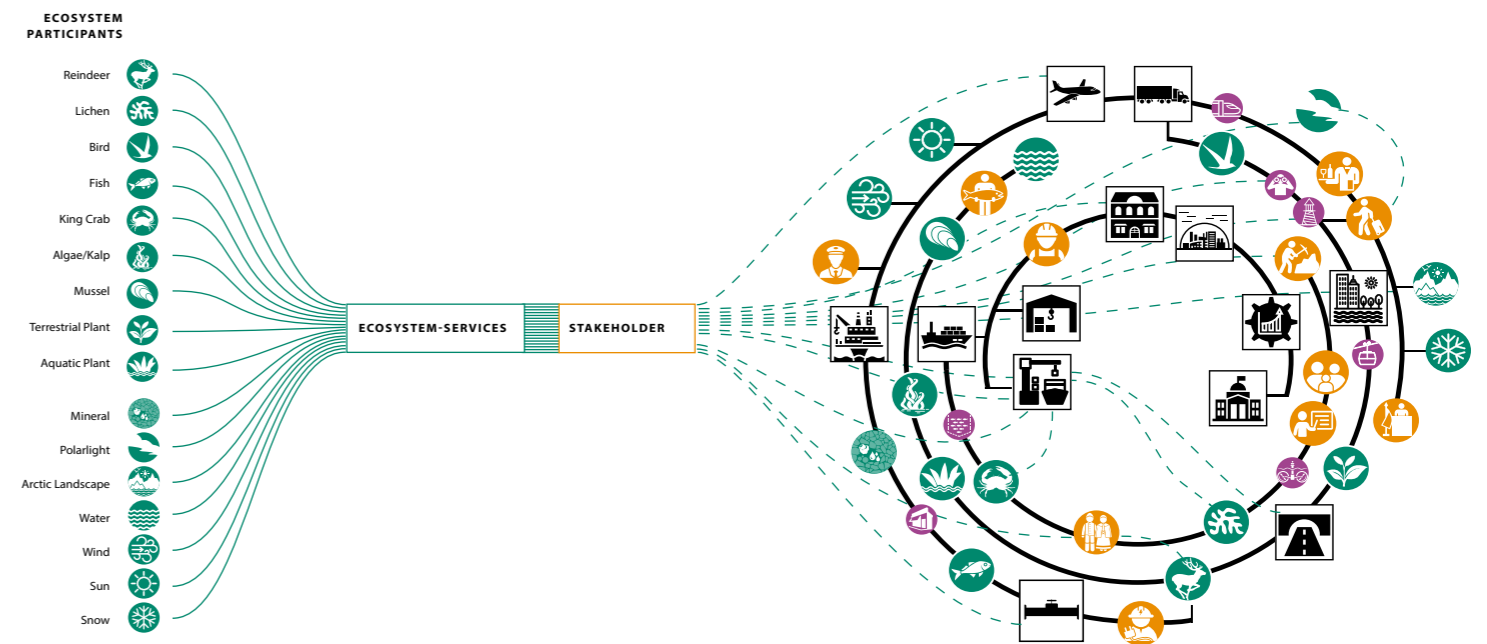 ECOSYSTEM
PARTICIPANTS
Reindeer
Lichen
Bird
Fish
King Crab
Algae/Kalp
Mussel
Terrestrial Plant
Aquatic Plant
Mineral
Polarlight
Arctic Landscape
Water
Wind
Sun
Snow
ECOSYSTEM-SERVICES
STAKEHOLDER